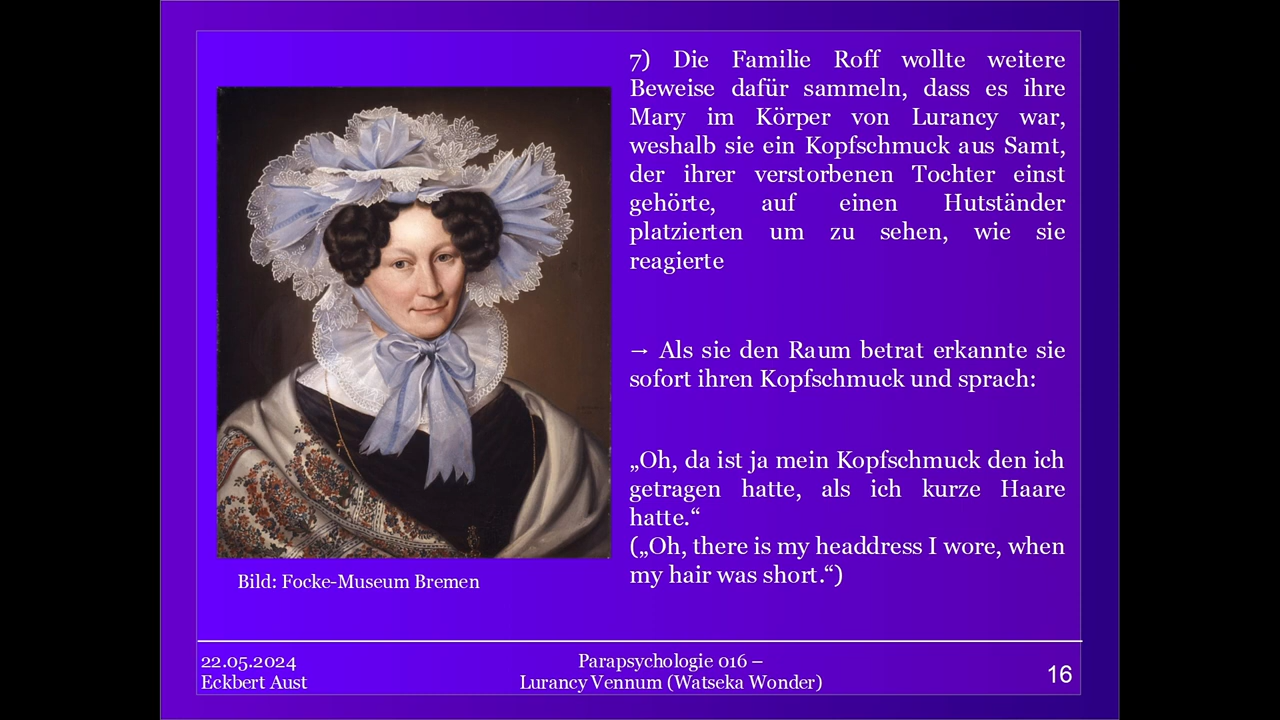 7) Die Familie Roff wollte weitere
Beweise dafür sammeln, dass es ihre
Mary im Körper von Lurancy war,
weshalb sie ein Kopfschmuck aus Samt,
der ihrer verstorbenen Tochter einst
gehörte, auf einen Hutständer
platzierten um zu sehen, wie sie
reagierte
→ Als sie den Raum betrat erkannte sie
sofort ihren Kopfschmuck und sprach:
„Oh, da ist ja mein Kopfschmuck den ich
getragen hatte, als ich kurze Haare
hatte.“
(„Oh, there is my headdress I wore, when
my hair was short.“)
Bild: Focke-Museum Bremen
22.05.2024
Eckbert Aust
Parapsychologie 016 –
Lurancy Vennum (Watseka Wonder)
16